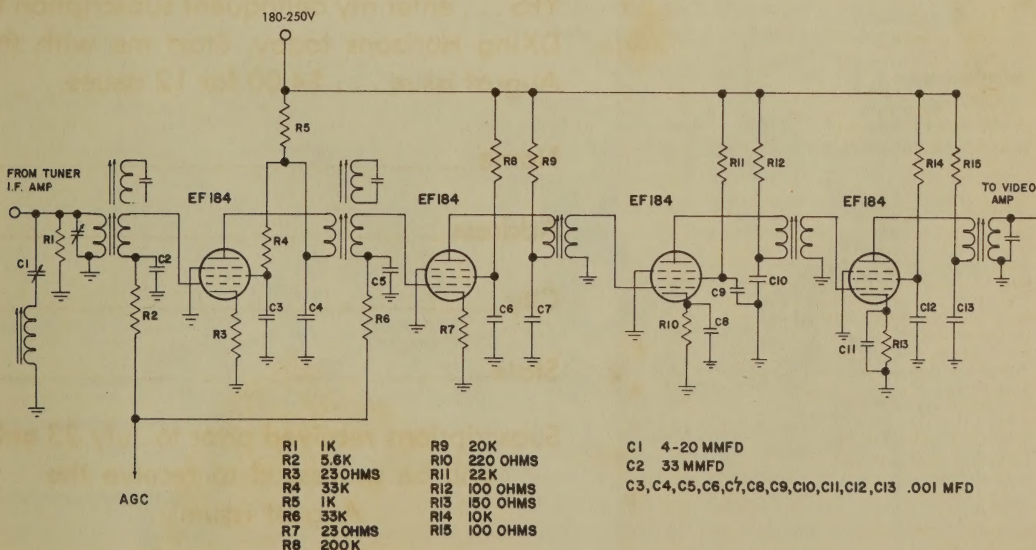 180-250V
FROM TUNER
I.F. AMP
R5
R8
R9
R11
R12
R14
R15
EF184
EF184
EF184
EF184
TO VIDEO
AMP
R1
C1
C2
R2
R3
R4
C3
C4
C5
R6
R7
C6
C7
R10
C8
C9
C10
C11
R13
C12
C13
AGC
R1 1K
R2 5.6K
R3 23 OHMS
R4 33K
R5 1K
R6 33K
R7 23 OHMS
R8 200K
R9 20K
R10 220 OHMS
R11 22K
R12 100 OHMS
R13 150 OHMS
R14 10K
R15 100 OHMS
C1 4-20 MMFD
C2 33 MMFD
C3, C4, C5, C6, C7, C8, C9, C10, C11, C12, C13 .001 MFD